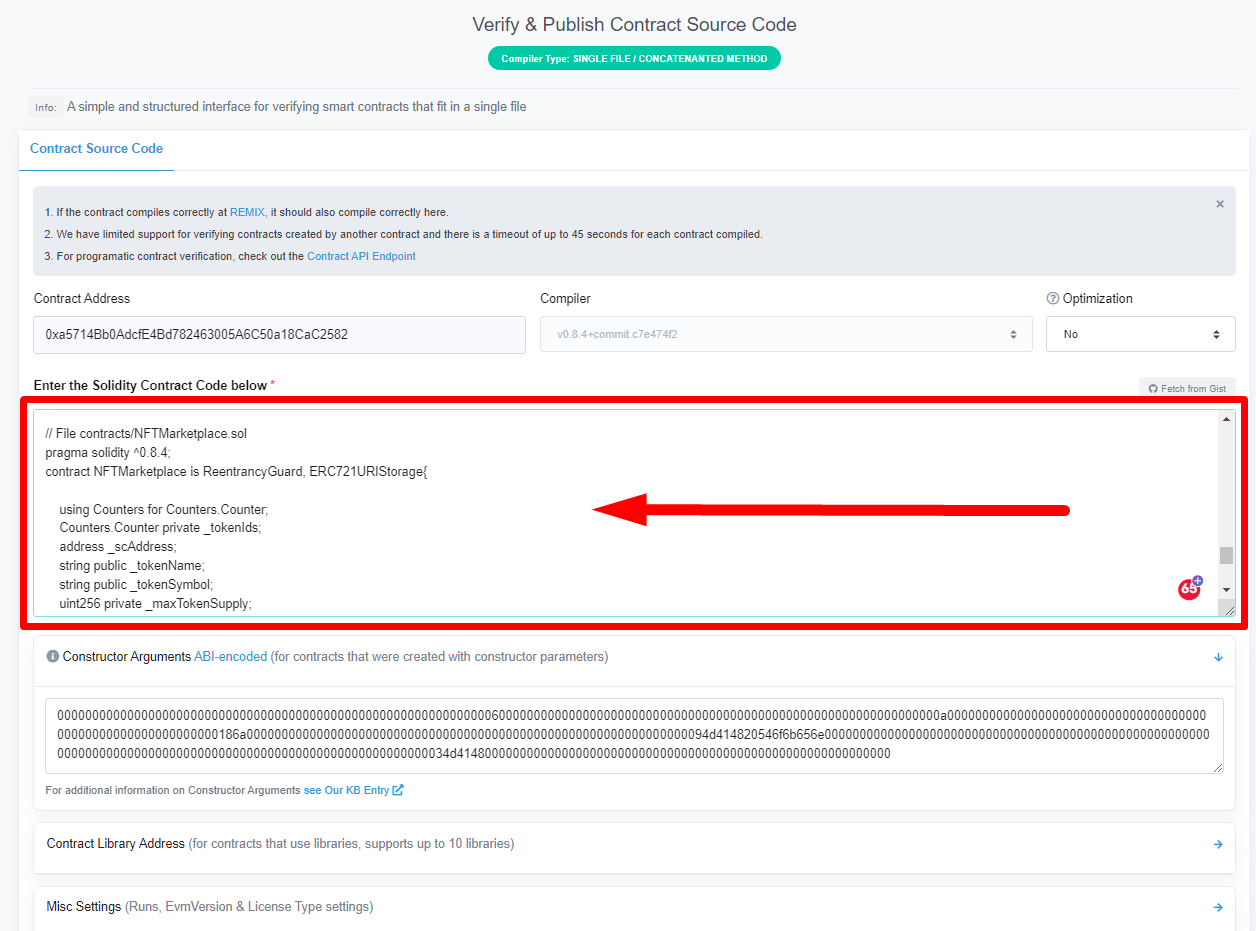 Verify & Publish Contract Source Code
Compiler Type: SINGLE FILE / CONCATENANTED METHOD
Info: A simple and structured interface for verifying smart contracts that fit in a single file
Contract Source Code
×
1. If the contract compiles correctly at REMIX, it should also compile correctly here.
2. We have limited support for verifying contracts created by another contract and there is a timeout of up to 45 seconds for each contract compiled.
3. For programatic contract verification, check out the Contract API Endpoint
Contract Address Compiler ? Optimization
0xa5714Bb0AdcfE4Bd782463005A6C50a18CaC2582 v0.8.4+commit.c7e474f2 No
Enter the Solidity Contract Code below * Fetch from Gist
// File contracts/NFTMarketplace.sol
pragma solidity ^0.8.4;
contract NFTMarketplace is ReentrancyGuard, ERC721URIStorage{
using Counters for Counters.Counter;
Counters.Counter private _tokenIds;
address _scAddress;
string public _tokenName;
string public _tokenSymbol;
65
uint256 private _maxTokenSupply;
Constructor Arguments ABI-encoded (for contracts that were created with constructor parameters)
For additional information on Constructor Arguments see Our KB Entry
Contract Library Address (for contracts that use libraries, supports up to 10 libraries)
Misc Settings (Runs, EvmVersion & License Type settings)